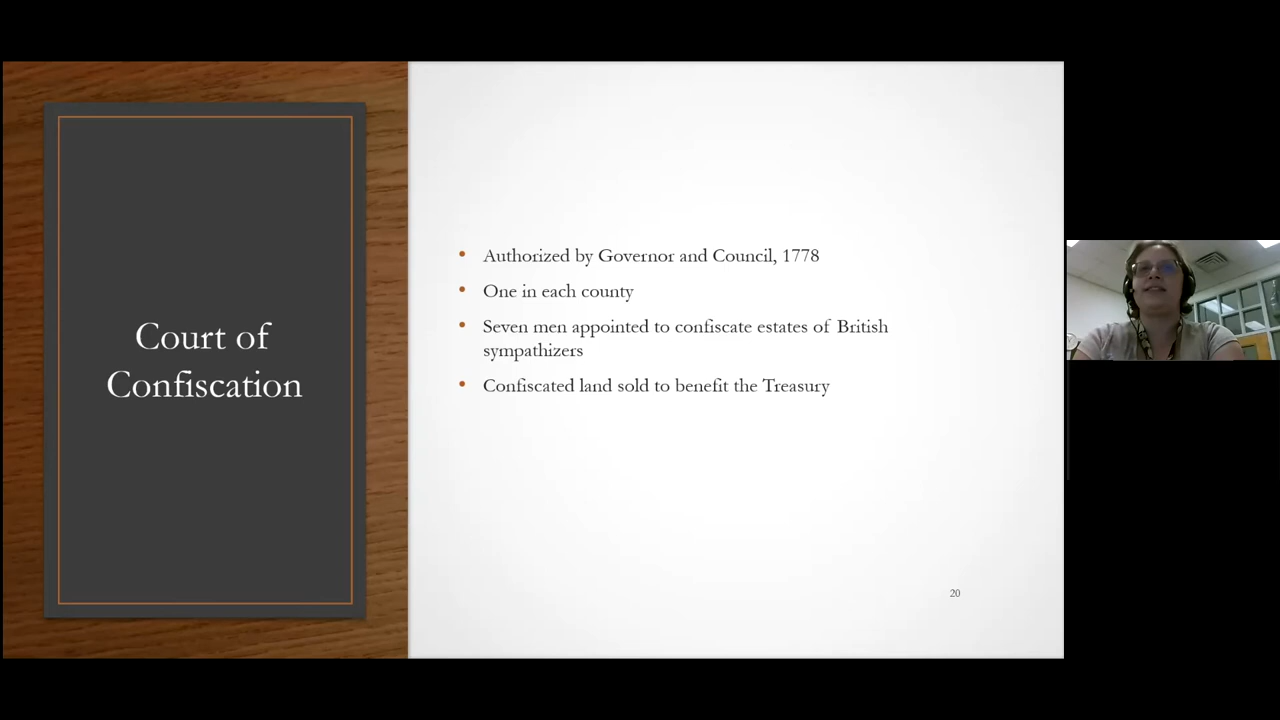 Court of
Confiscation
Authorized by Governor and Council, 1778
One in each county
Seven men appointed to confiscate estates of British
sympathizers
Confiscated land sold to benefit the Treasury
20